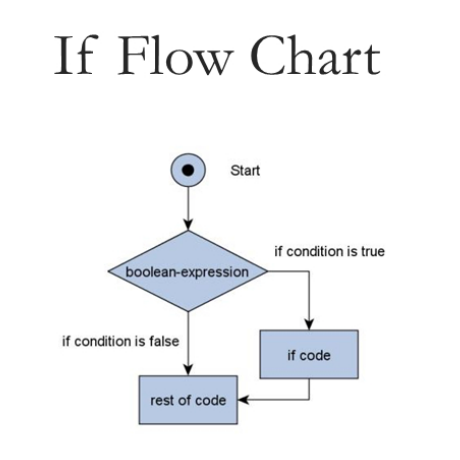 If Flow Chart
Start
boolean-expression
if condition is true
if condition is false
if code
rest of code